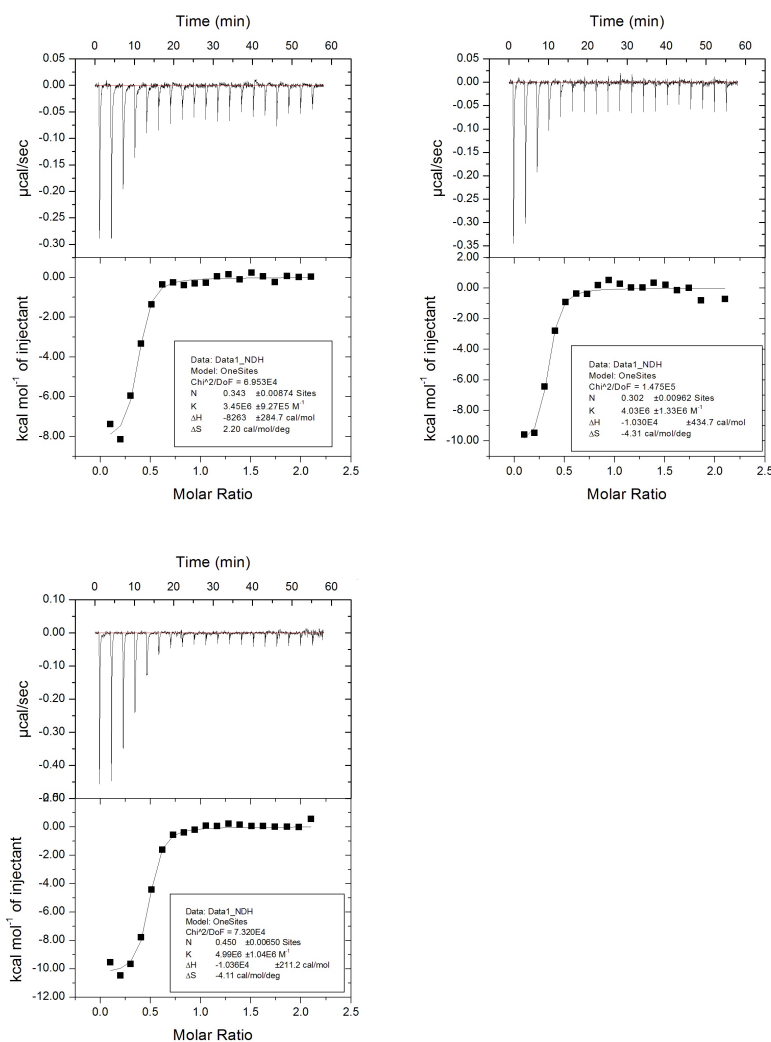 Time (min)
0 10 20 30 40 50 60
0.05
0.00
-0.05
-0.10
-0.15
-0.20
-0.25
-0.30
µcal/sec
0.00
-2.00
-4.00
-6.00
-8.00
kcal mol-1 of injectant
Data: Data1_NDH
Model: OneSites
Chi^2/DoF = 6.953E4
N 0.343 ±0.00874 Sites
K 3.45E6 ±9.27E5 M-1
ΔH -8263 ±284.7 cal/mol
ΔS 2.20 cal/mol/deg
0.0 0.5 1.0 1.5 2.0 2.5
Molar Ratio
Time (min)
0 10 20 30 40 50 60
0.05
0.00
-0.05
-0.10
-0.15
-0.20
-0.25
-0.30
-0.35
µcal/sec
2.00
0.00
-2.00
-4.00
-6.00
-8.00
-10.00
kcal mol-1 of injectant
Data: Data1_NDH
Model: OneSites
Chi^2/DoF = 1.475E5
N 0.302 ±0.00962 Sites
K 4.03E6 ±1.33E6 M-1
ΔH -1.030E4 ±434.7 cal/mol
ΔS -4.31 cal/mol/deg
0.0 0.5 1.0 1.5 2.0 2.5
Molar Ratio
Time (min)
0 10 20 30 40 50 60
0.10
0.00
-0.10
-0.20
-0.30
-0.40
µcal/sec
0.00
-2.00
-4.00
-6.00
-8.00
-10.00
-12.00
kcal mol-1 of injectant
Data: Data1_NDH
Model: OneSites
Chi^2/DoF = 7.320E4
N 0.450 ±0.00650 Sites
K 4.99E6 ±1.04E6 M-1
ΔH -1.036E4 ±211.2 cal/mol
ΔS -4.11 cal/mol/deg
0.0 0.5 1.0 1.5 2.0 2.5
Molar Ratio